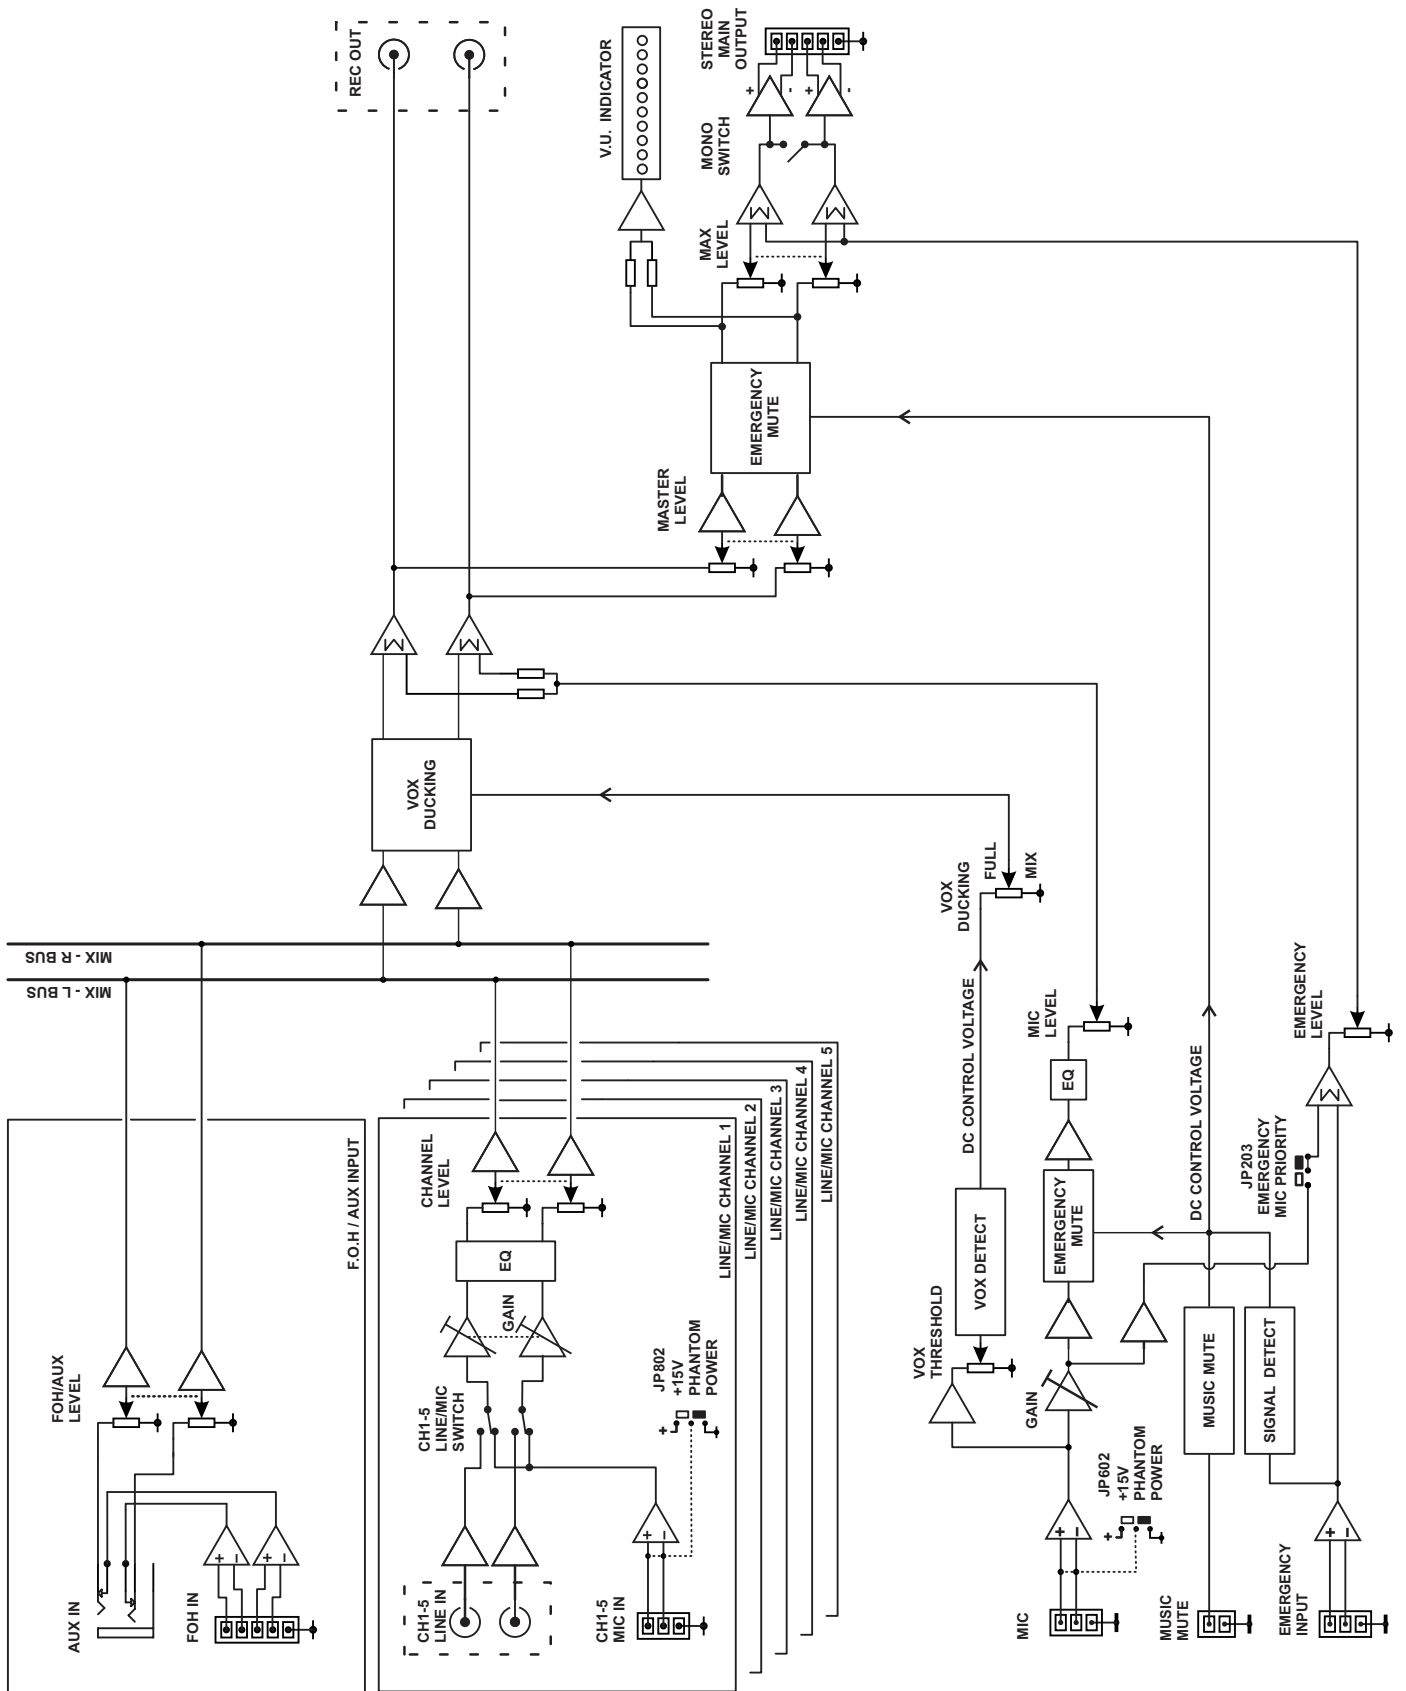 AUX IN
FOH IN
FOH/AUX
LEVEL
F.O.H / AUX INPUT
MIX - L BUS
MIX - R BUS
CH1-5
LINE IN
CH1-5
MIC IN
CH1-5
LINE/MIC
SWITCH
JP802
+15V
PHANTOM
POWER
GAIN
EQ
CHANNEL
LEVEL
LINE/MIC CHANNEL 1
LINE/MIC CHANNEL 2
LINE/MIC CHANNEL 3
LINE/MIC CHANNEL 4
LINE/MIC CHANNEL 5
VOX
DUCKING
REC OUT
MASTER
LEVEL
EMERGENCY
MUTE
V.U. INDICATOR
MAX
LEVEL
MONO
SWITCH
STEREO
MAIN
OUTPUT
MIC
JP602
+15V
PHANTOM
POWER
GAIN
VOX
THRESHOLD
VOX DETECT
DC CONTROL VOLTAGE
VOX
DUCKING
FULL
MIX
EMERGENCY
MUTE
EQ
MIC
LEVEL
MUSIC
MUTE
MUSIC MUTE
SIGNAL DETECT
DC CONTROL VOLTAGE
EMERGENCY
INPUT
JP203
EMERGENCY
MIC PRIORITY
EMERGENCY
LEVEL